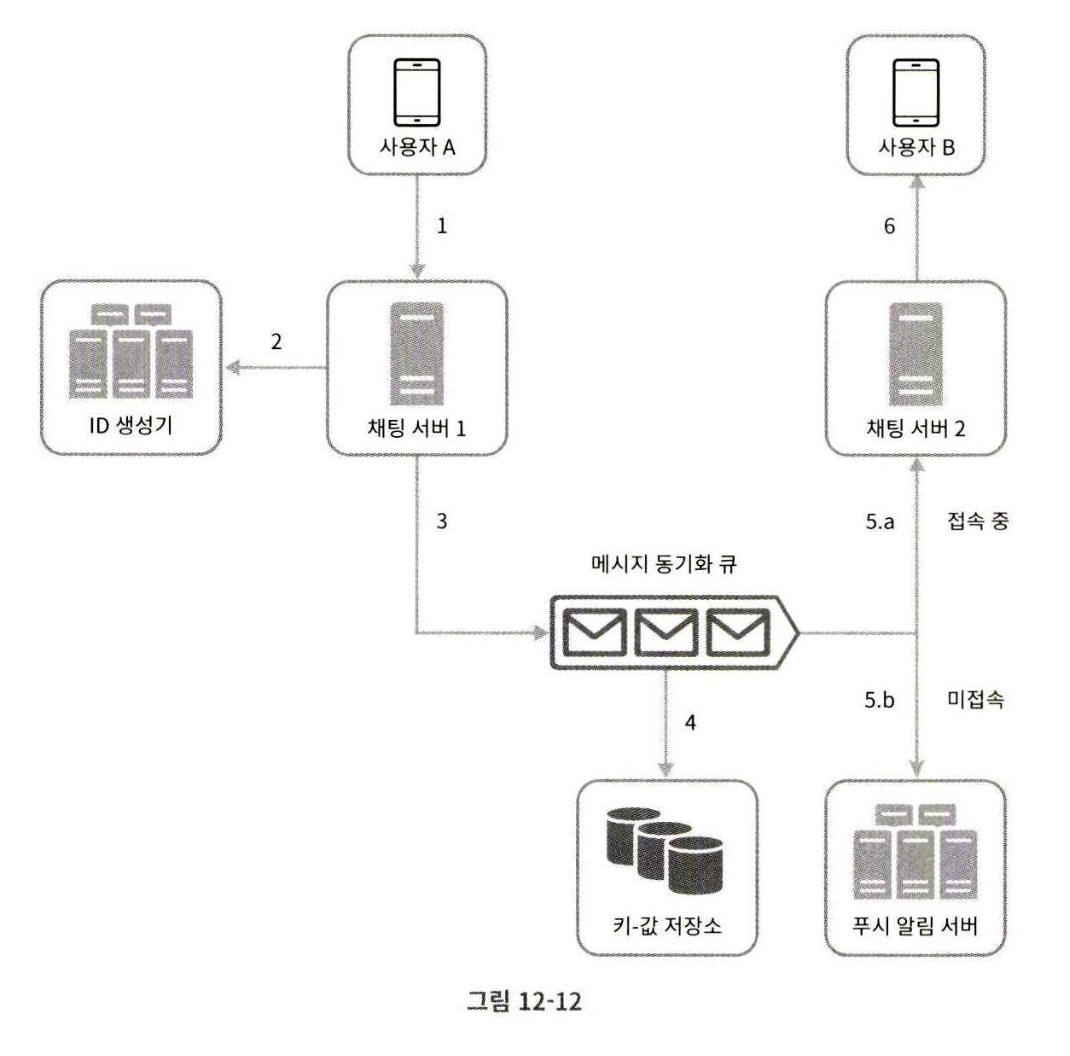 사용자 A
사용자 B
1
6
2
ID 생성기
채팅 서버 1
채팅 서버 2
3
5.a
접속 중
메시지 동기화 큐
5.b
미접속
4
키-값 저장소
푸시 알림 서버
그림 12-12